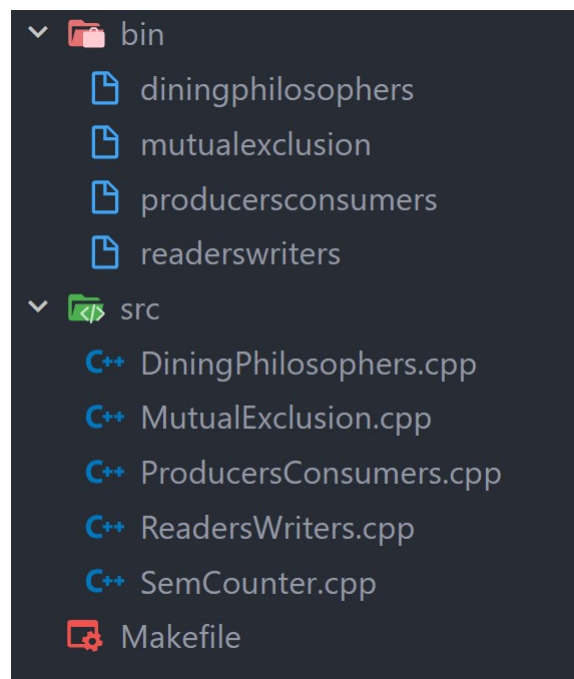 bin
diningphilosophers
mutualexclusion
producersconsumers
readerswriters
src
C++ DiningPhilosophers.cpp
C++ MutualExclusion.cpp
C++ ProducersConsumers.cpp
C++ ReadersWriters.cpp
C++ SemCounter.cpp
Makefile